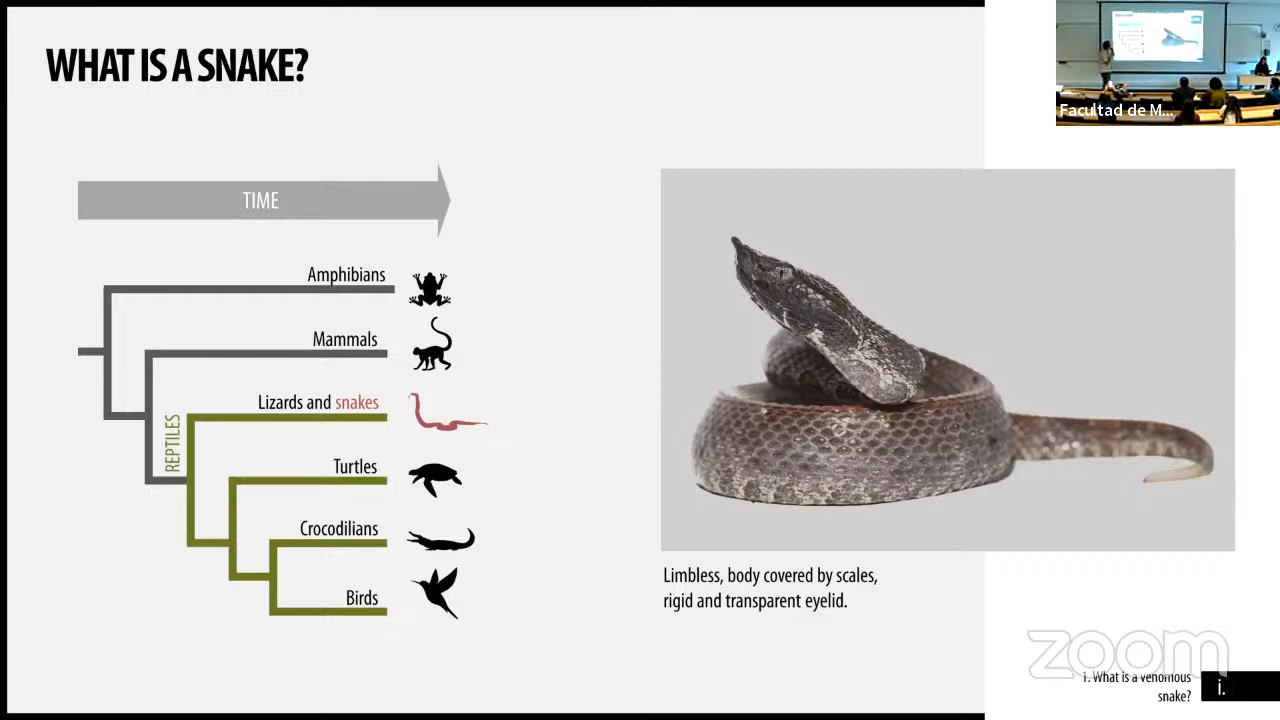 WHAT IS A SNAKE?
Facultad de M...
TIME
Amphibians
Mammals
Lizards and snakes
REPTILES
Turtles
Crocodilians
Birds
Limbless, body covered by scales,
rigid and transparent eyelid.
zoom
1. What is a venomous
snake?
i.